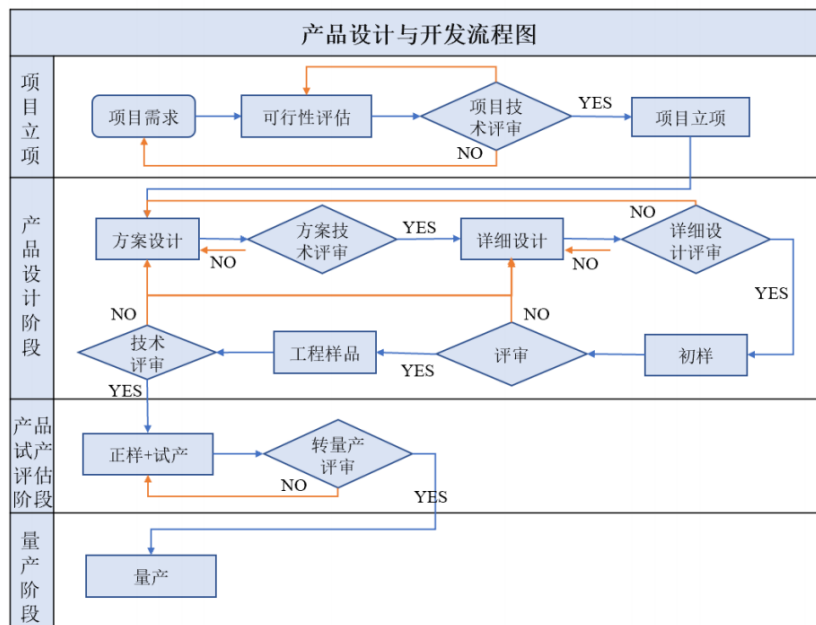 产品设计与开发流程图
项目立项
项目需求
可行性评估
项目技
术评审
YES
项目立项
NO
产品设计阶段
方案设计
方案技
术评审
YES
NO
详细设计
NO
详细设
计评审
NO
YES
初样
评审
NO
YES
工程样品
技术
评审
NO
YES
产品
试产
评估
阶段
正样+试产
转量产
评审
NO
YES
量产阶段
量产